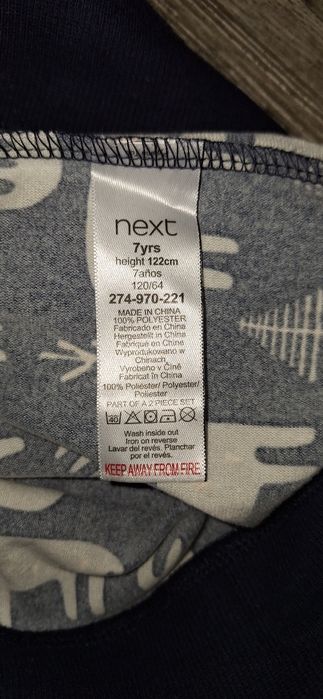 next
7yrs
height 122cm
7años
120/64
274-970-221
MADE IN CHINA
100% POLYESTER
Fabricado en China
Hergestellt in China
Fabriqué en Chine
Wyprodukowano w
Chinach
Vyrobeno v Číně
Fabricat în China
100% Poliéster/ Polyester/
Poliester
PART OF A 2 PIECE SET
40
Wash inside out
Iron on reverse
Lavar del revés. Planchar
por el revés.
KEEP AWAY FROM FIRE